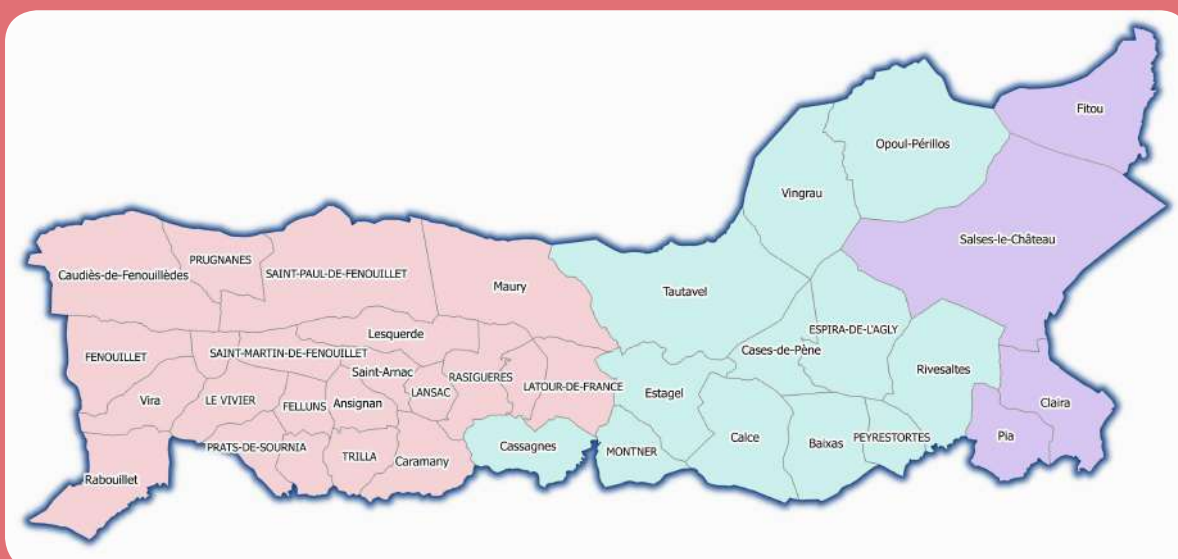 Fitou
Opoul-Périllos
Vingrau
Salses-le-Château
PRUGNANES
Caudiès-de-Fenouillèdes
SAINT-PAUL-DE-FENOUILLET
Maury
Tautavel
Lesquerde
ESPIRA-DE-L'AGLY
Cases-de-Pène
FENOUILLET
SAINT-MARTIN-DE-FENOUILLET
Saint-Arnac
RASIGUERES
Rivesaltes
LATOUR-DE-FRANCE
Estagel
LANSAC
Vira
LE VIVIER
FELLUNS
Ansignan
Claira
Calce
Baixas
PEYRESTORTES
Pia
PRATS-DE-SOURNIA
Cassagnes
MONTNER
TRILLA
Caramany
Rabouillet